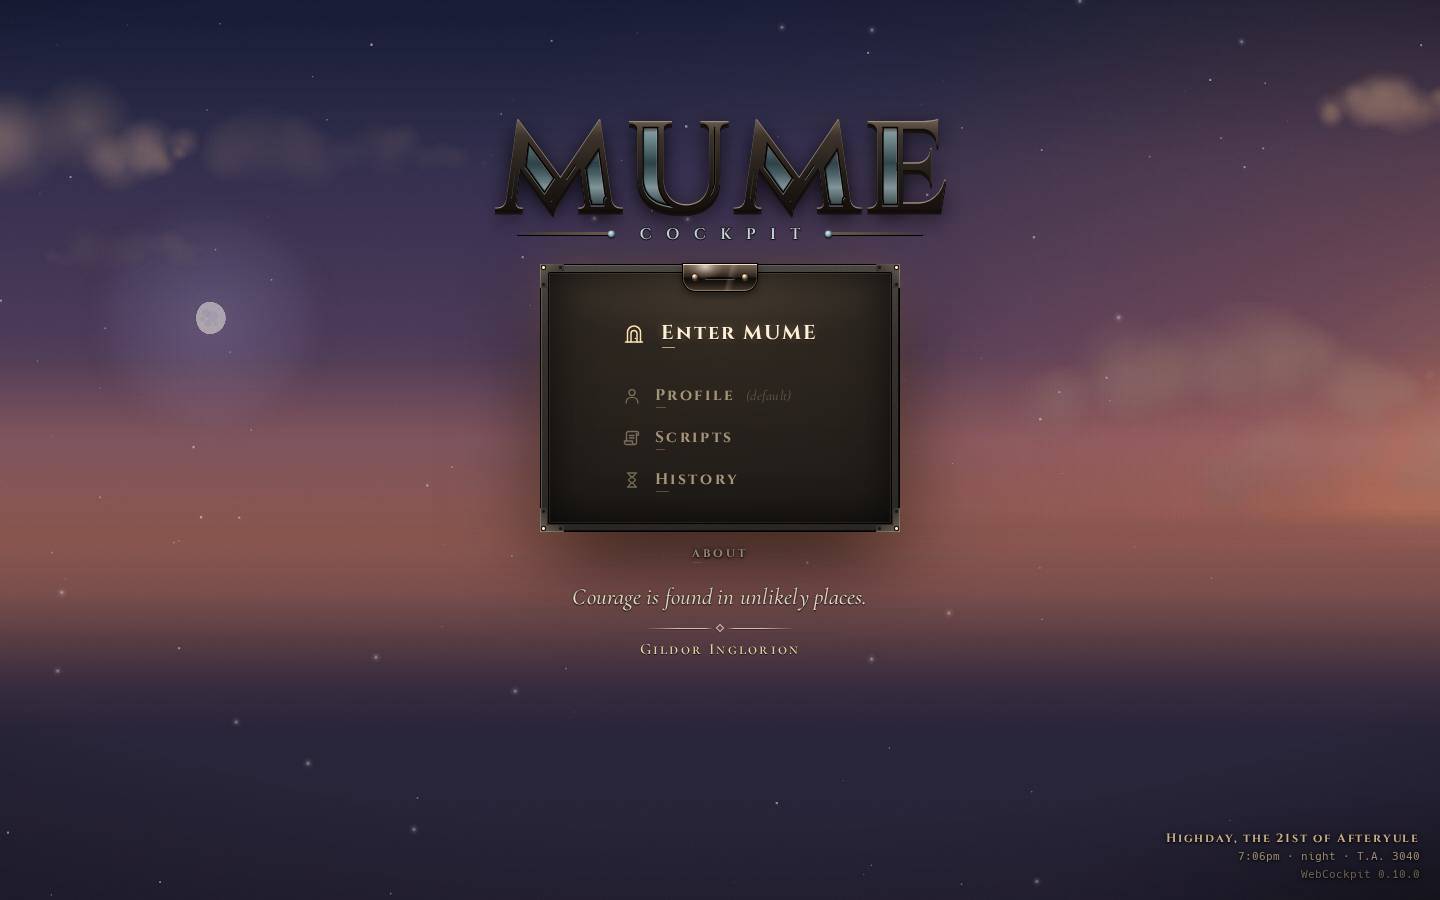 MUME
COCKPIT
Enter MUME
Profile (default)
Scripts
History
About
Courage is found in unlikely places.
Gildor Inglorion
Highday, the 21st of Afteryule
7:06pm · night · T.A. 3040
WebCockpit 0.10.0